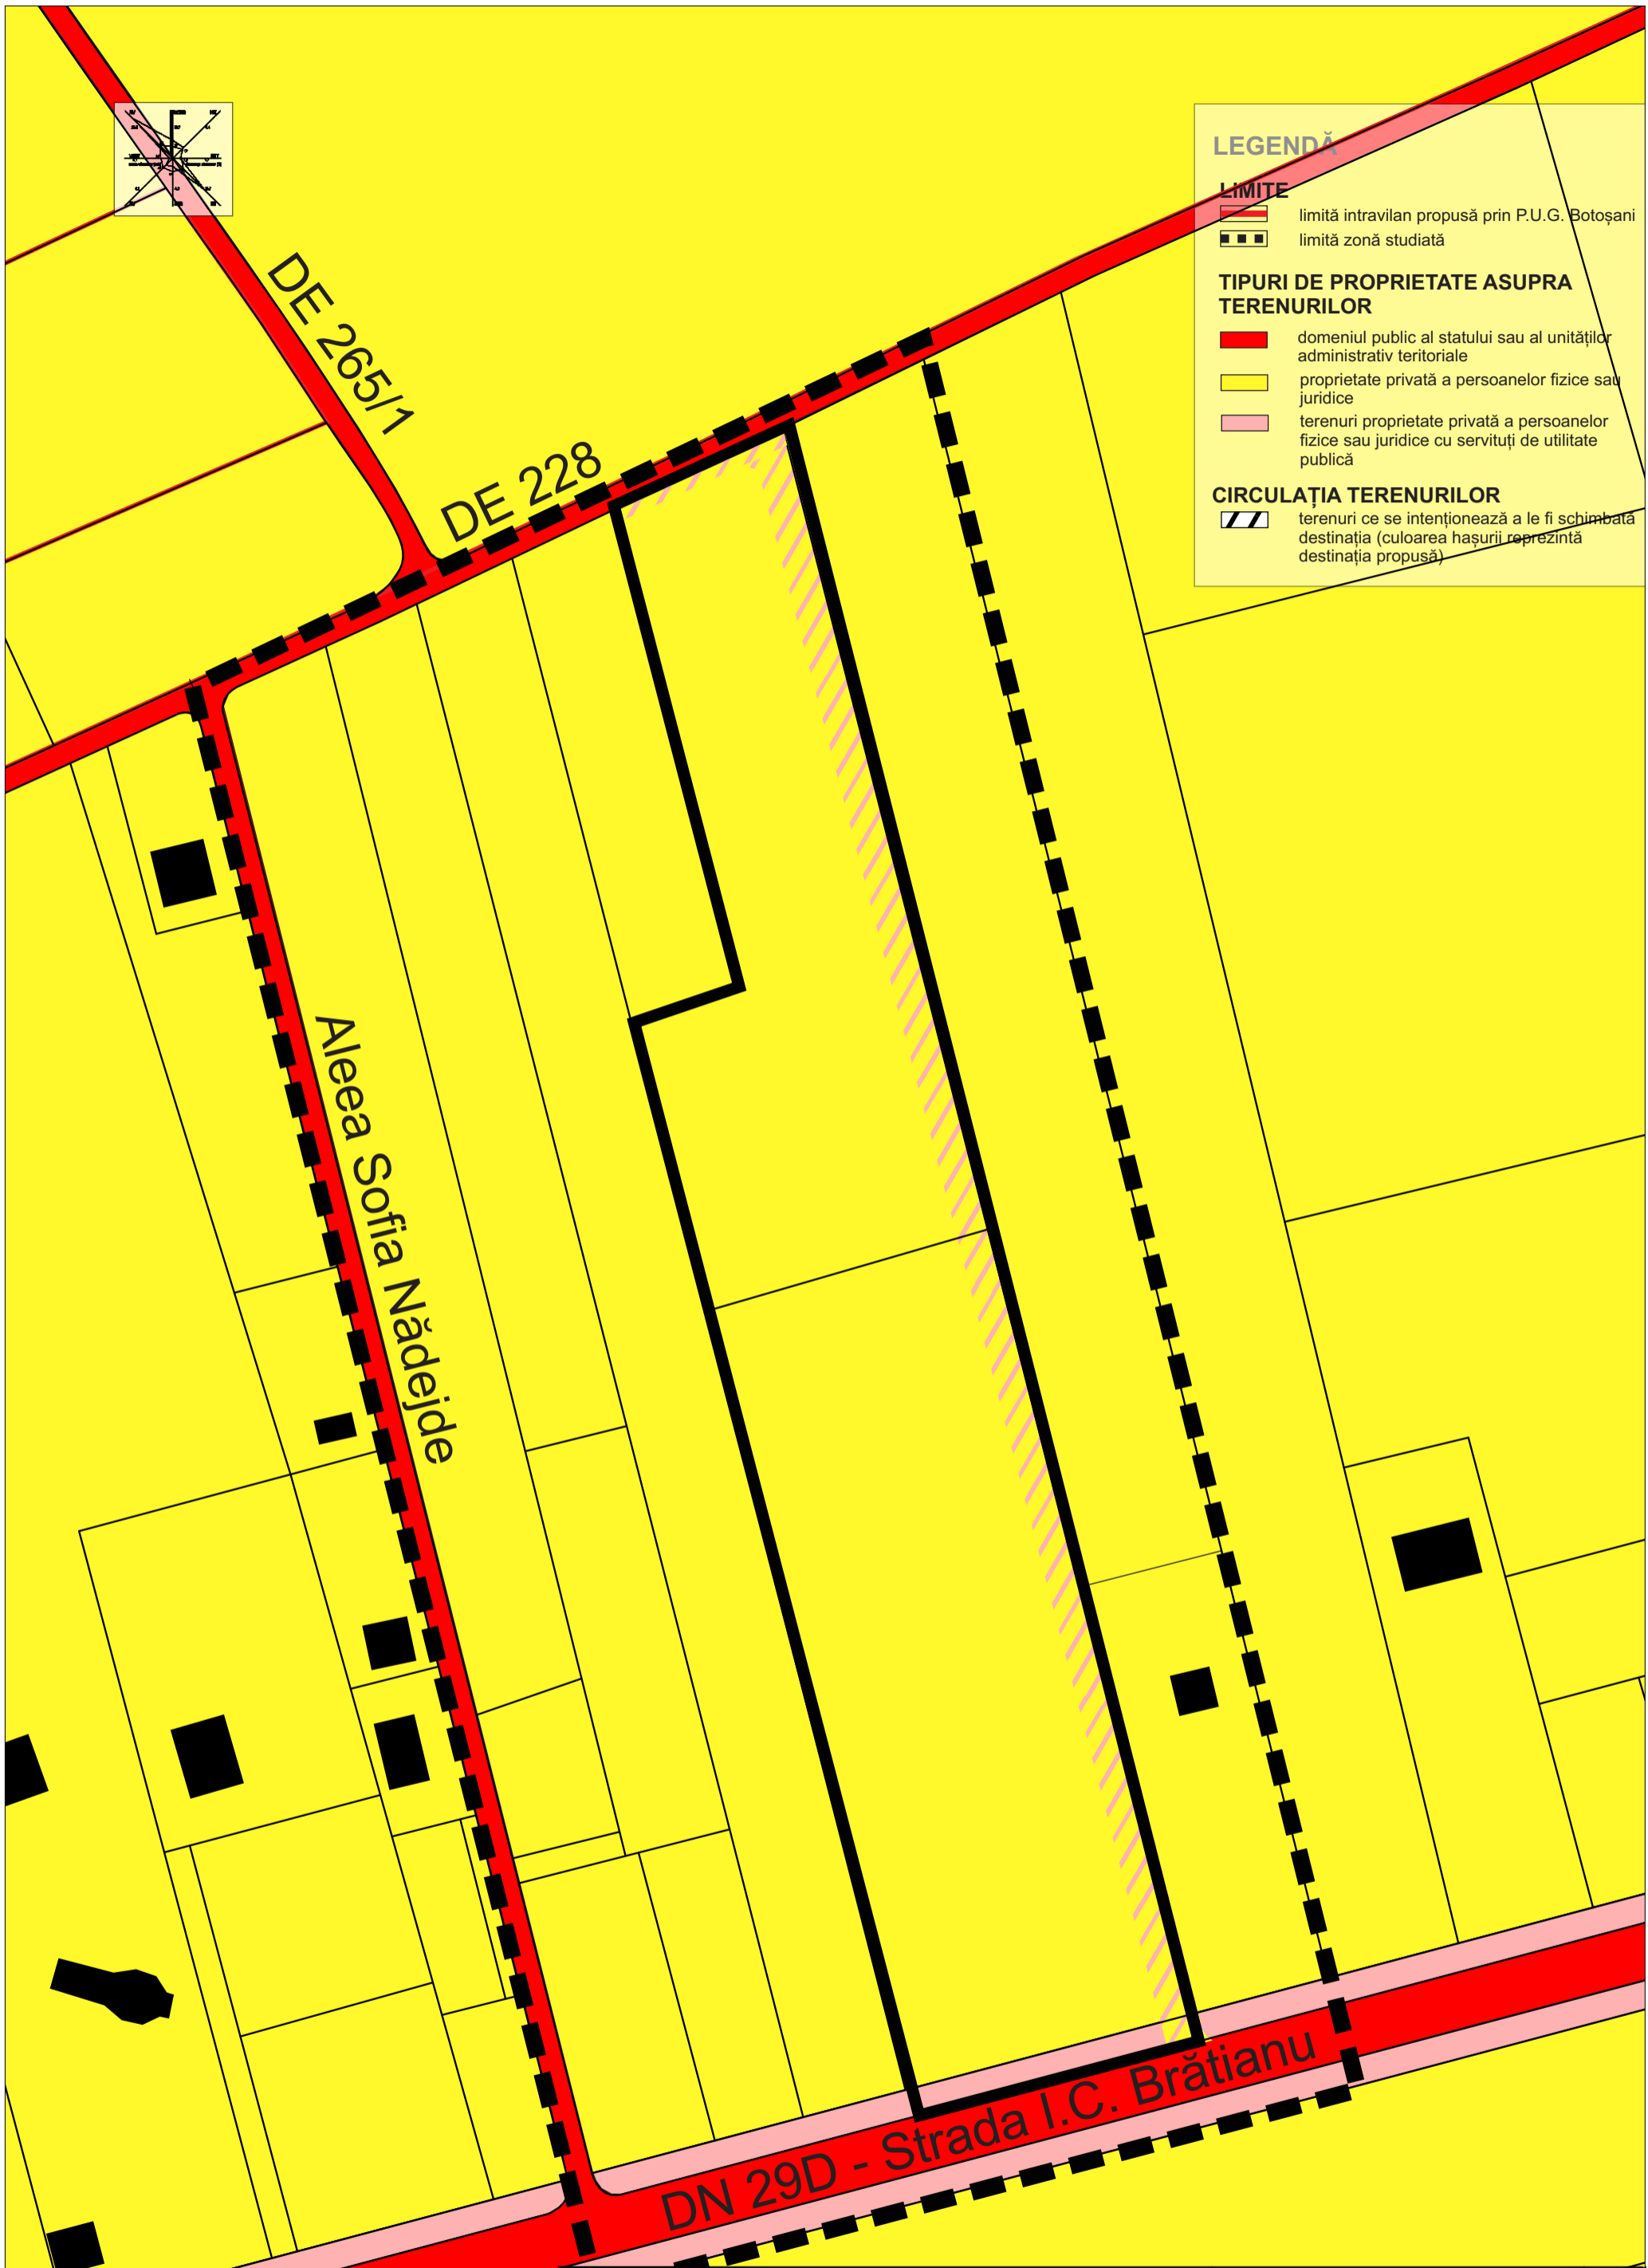 DE 265/1
DE 228
Aleea Sofia Nădejde
DN 29D - Strada I.C. Brătianu
LEGENDĂ
LIMITE
limită intravilan propusă prin P.U.G. Botoșani
limită zonă studiată
TIPURI DE PROPRIETATE ASUPRA
TERENURILOR
domeniul public al statului sau al unităților
administrativ teritoriale
proprietate privată a persoanelor fizice sau
juridice
terenuri proprietate privată a persoanelor
fizice sau juridice cu servituți de utilitate
publică
CIRCULAȚIA TERENURILOR
terenuri ce se intenționează a le fi schimbată
destinația (culoarea hașurii reprezintă
destinația propusă)